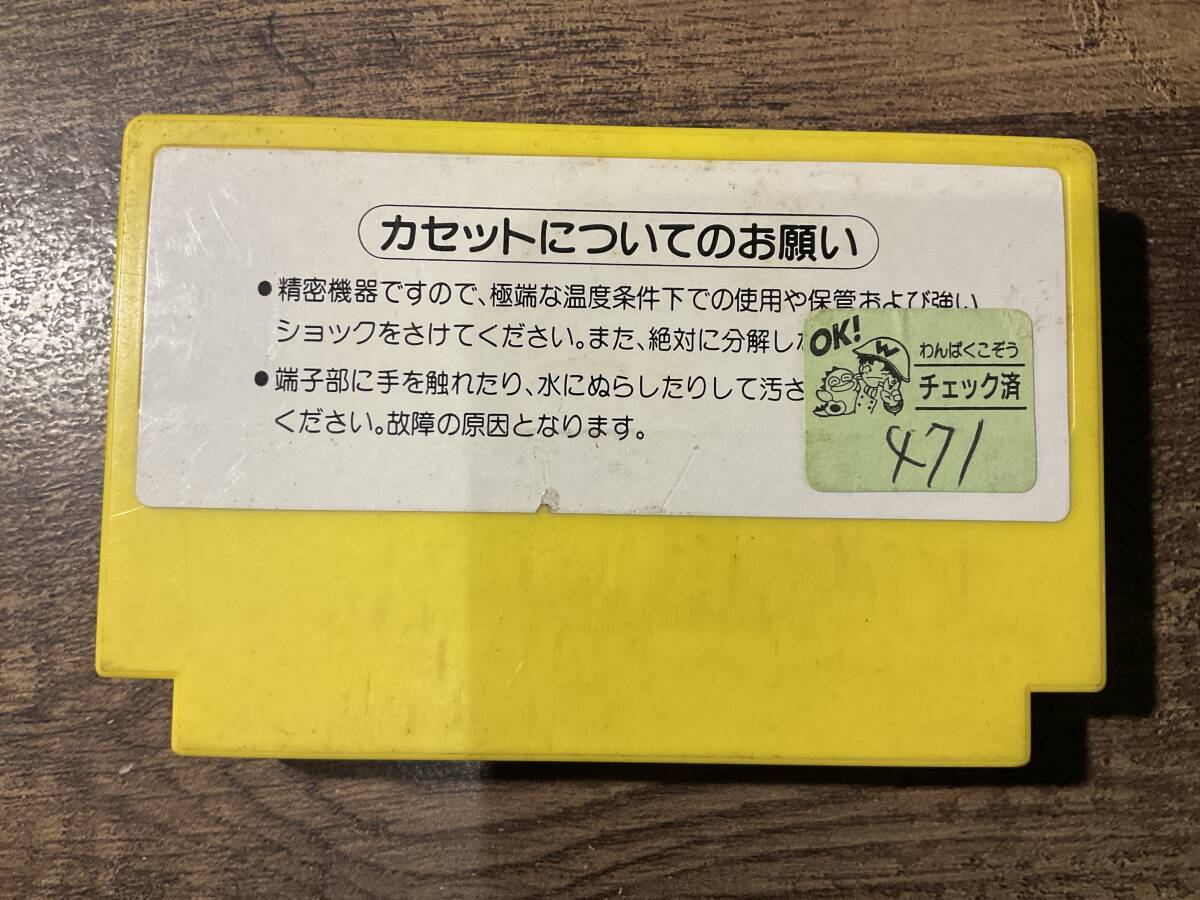 カセットについてのお願い
●精密機器ですので、極端な温度条件下での使用や保管および強い
ショックをさけてください。また、絶対に分解し
●端子部に手を触れたり、水にぬらしたりして汚さ
ください。故障の原因となります。
OK!
W
わんぱくこぞう
チェック済
471